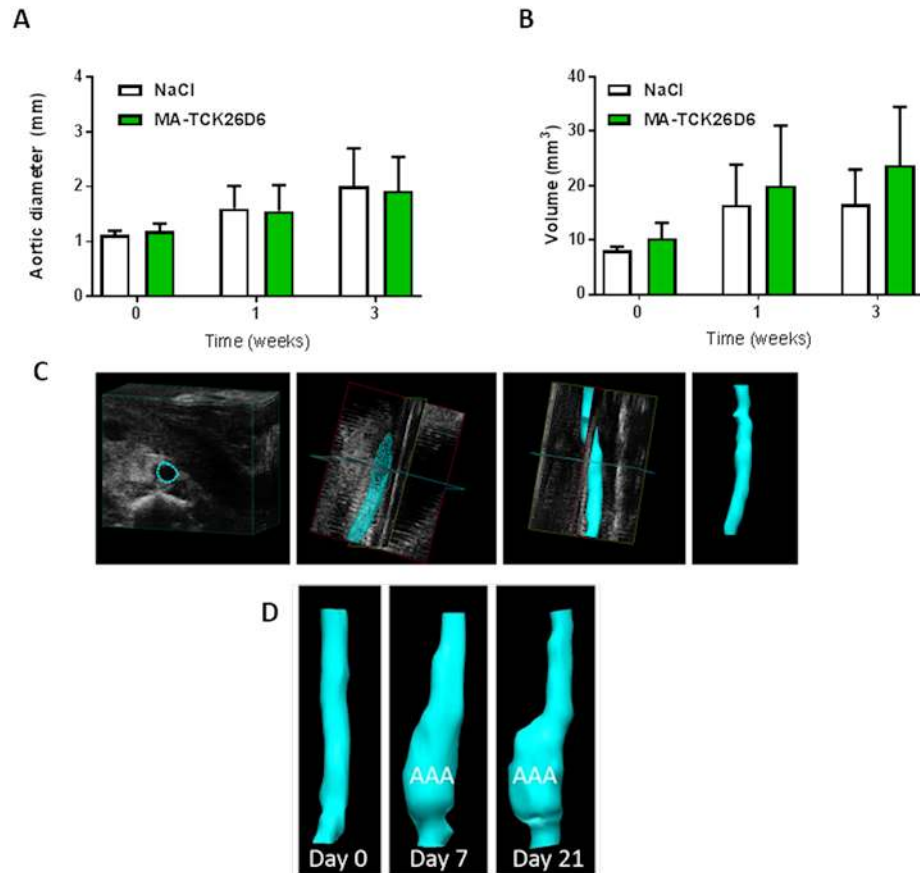 A
B
4
3
2
1
0
Aortic diameter (mm)
NaCl
MA-TCK26D6
0
1
3
Time (weeks)
40
30
20
10
0
Volume (mm³)
NaCl
MA-TCK26D6
0
1
3
Time (weeks)
C
D
AAA
AAA
Day 0
Day 7
Day 21